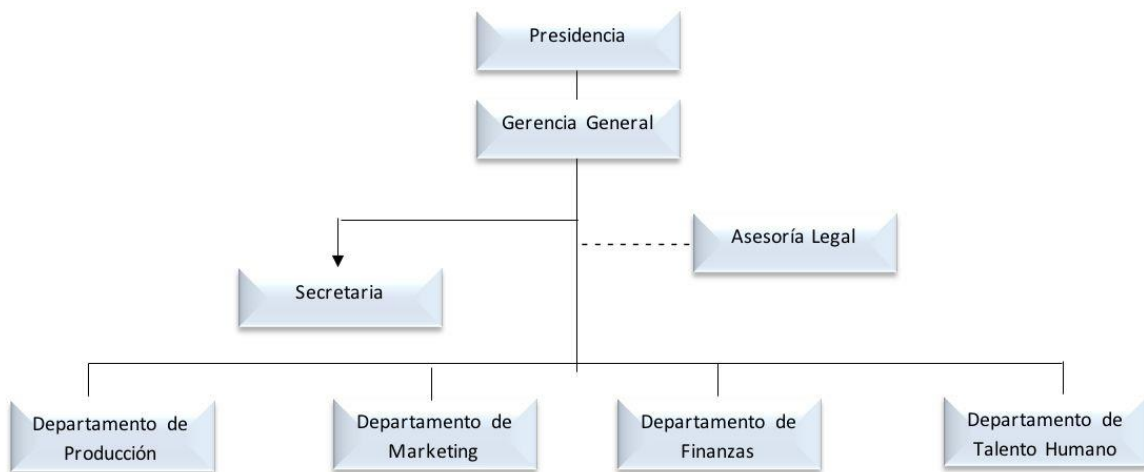 Presidencia
Gerencia General
Asesoría Legal
Secretaria
Departamento de
Producción
Departamento de
Marketing
Departamento de
Finanzas
Departamento de
Talento Humano